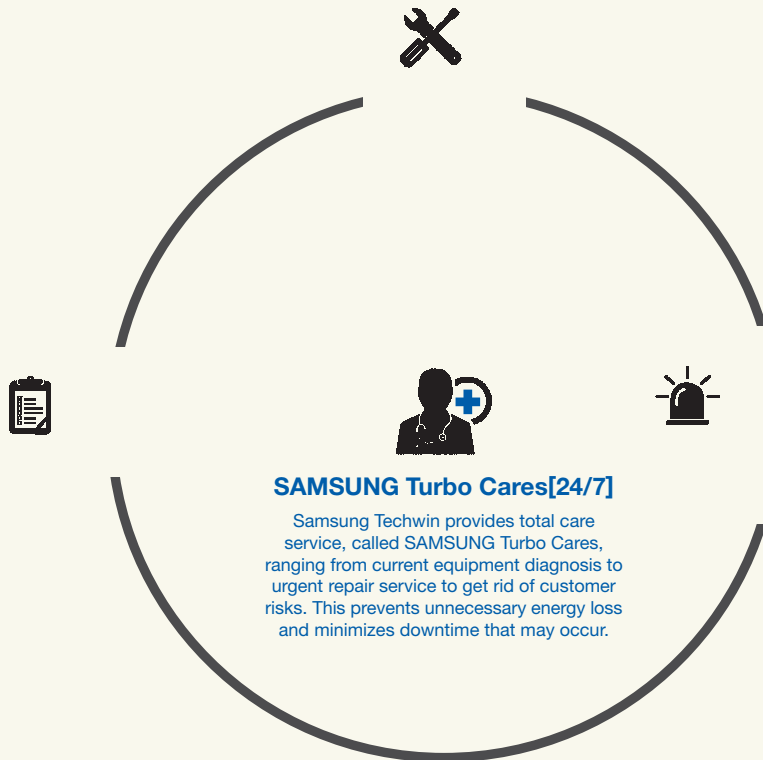 SAMSUNG Turbo Cares[24/7]
Samsung Techwin provides total care
service, called SAMSUNG Turbo Cares,
ranging from current equipment diagnosis to
urgent repair service to get rid of customer
risks. This prevents unnecessary energy loss
and minimizes downtime that may occur.